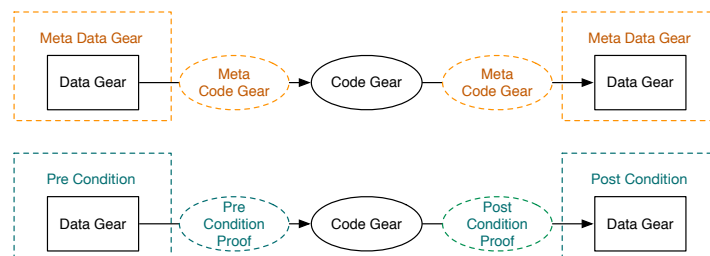 Meta Data Gear
Meta Data Gear
Data Gear
Meta
Code Gear
Code Gear
Meta
Code Gear
Data Gear
Pre Condition
Post Condition
Data Gear
Pre
Condition
Proof
Code Gear
Post
Condition
Proof
Data Gear